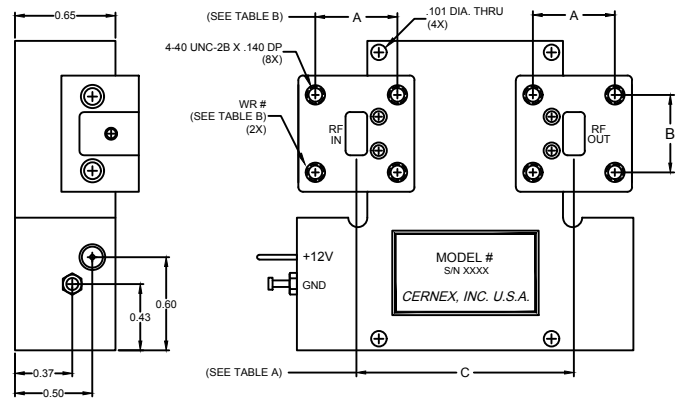 0.65
(SEE TABLE B)
A
.101 DIA. THRU
(4X)
A
4-40 UNC-2B X .140 DP
(8X)
WR #
(SEE TABLE B)
(2X)
RF
IN
RF
OUT
B
+12V
GND
MODEL #
S/N XXXX
CERNEX, INC. U.S.A.
0.60
0.43
0.37
0.50
(SEE TABLE A)
C